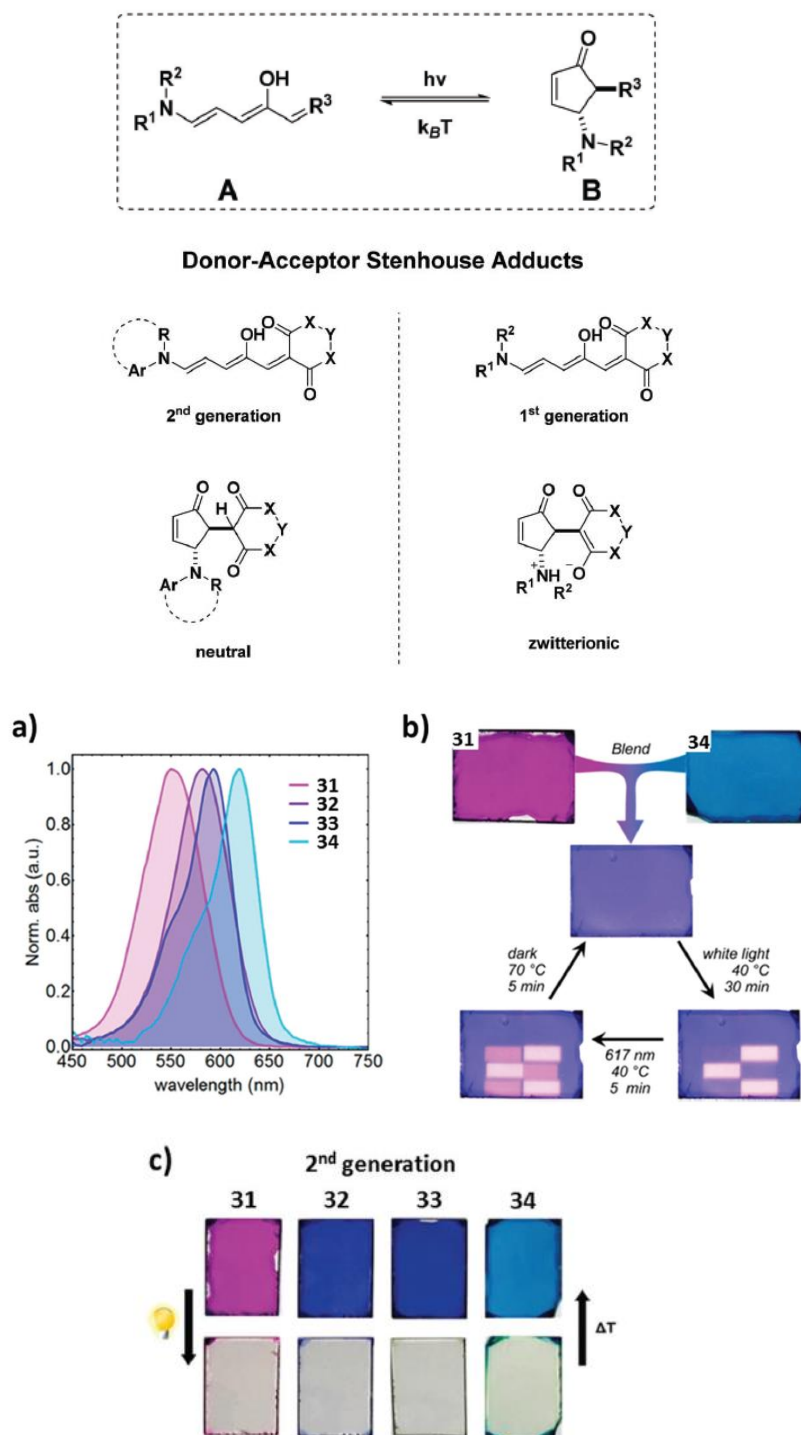 R²
OH
N
R³
R¹
hν
k_BT
O
R³
N
R²
R¹
A
B
Donor-Acceptor Stenhouse Adducts
R
OH
O
X
Y
X
N
Ar
O
2nd generation
R²
OH
O
X
Y
X
N
R¹
O
1st generation
O
O
H
X
Y
X
N
O
Ar
R
neutral
O
O
X
Y
X
+
NH
−
O
R¹
R²
zwitterionic
a)
1.0
0.8
0.6
0.4
0.2
0.0
Norm. abs (a.u.)
450 500 550 600 650 700 750
wavelength (nm)
31
32
33
34
b)
31
Blend
34
dark
70 °C
5 min
white light
40 °C
30 min
617 nm
40 °C
5 min
c)
2nd generation
31 32 33 34
ΔT